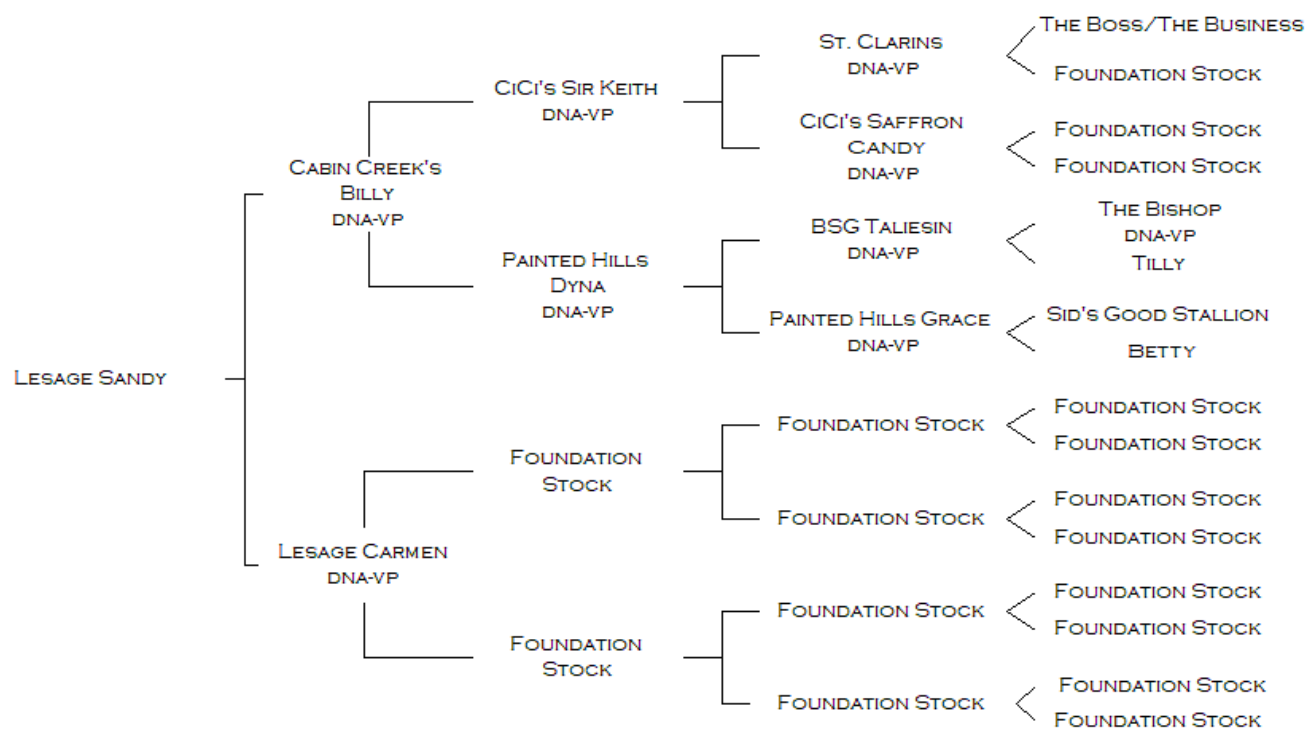 The Boss/The Business
St. Clarins
DNA-VP
Foundation Stock
CiCi's Sir Keith
DNA-VP
CiCi's Saffron
Candy
DNA-VP
Foundation Stock
Foundation Stock
Cabin Creek's
Billy
DNA-VP
BSG Taliesin
DNA-VP
The Bishop
DNA-VP
Tilly
Painted Hills
Dyna
DNA-VP
Painted Hills Grace
DNA-VP
Sid's Good Stallion
Betty
Lesage Sandy
Foundation Stock
Foundation Stock
Foundation Stock
Foundation
Stock
Foundation Stock
Foundation Stock
Foundation Stock
Lesage Carmen
DNA-VP
Foundation Stock
Foundation Stock
Foundation Stock
Foundation
Stock
Foundation Stock
Foundation Stock
Foundation Stock